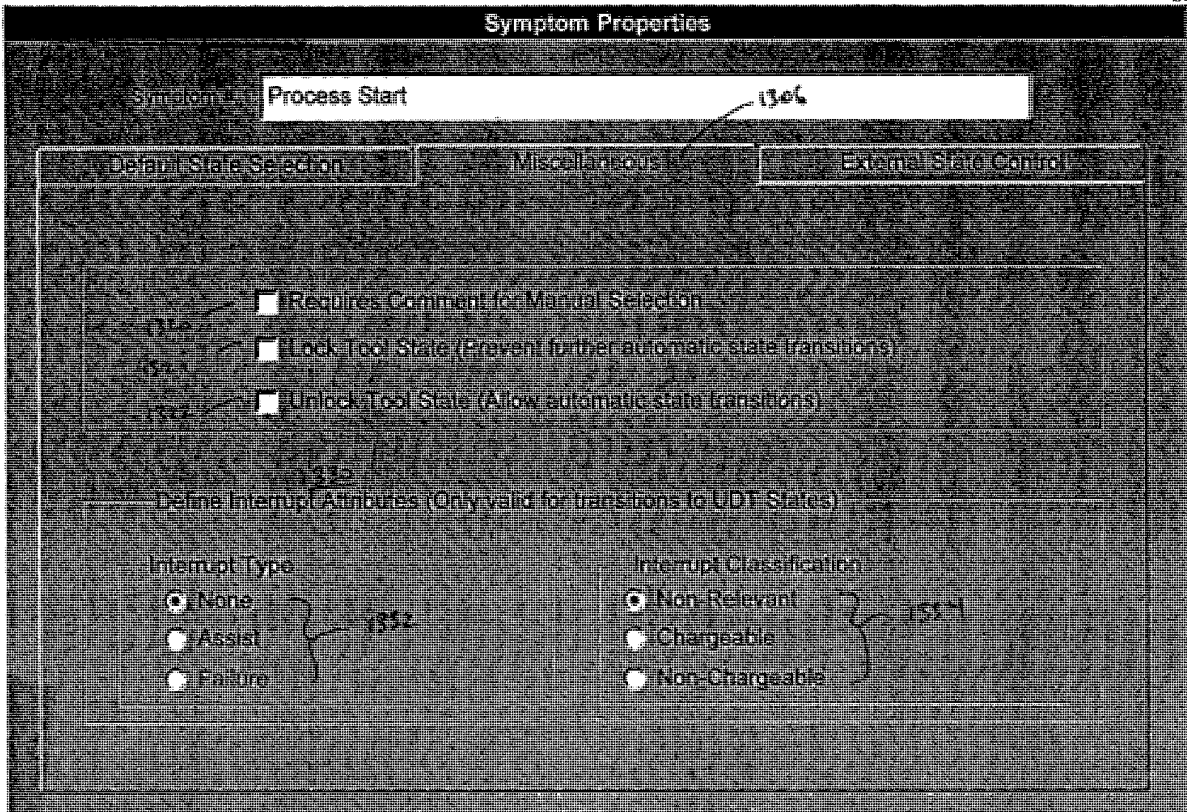 Symptom Properties
Symptom
Process Start
1306
Default State Selection
Miscellaneous
External State Control
Requires Comment for Manual Selection
Lock Tool State (Prevent further automatic state transitions)
Unlock Tool State (Allow automatic state transitions)
Define Interrupt Attributes (Only valid for transitions to UDT States)
Interrupt Type
Interrupt Classification
None
Non-Relevant
Assist
Chargeable
Failure
Non-Chargeable